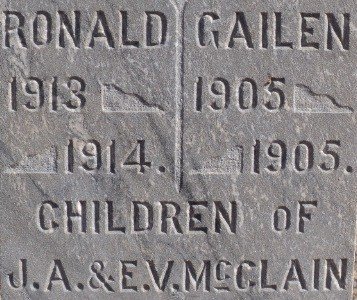 RONALD GAILEN
1913 1905
1914. 1905.
CHILDREN OF
J.A.&E.V.McCLAIN